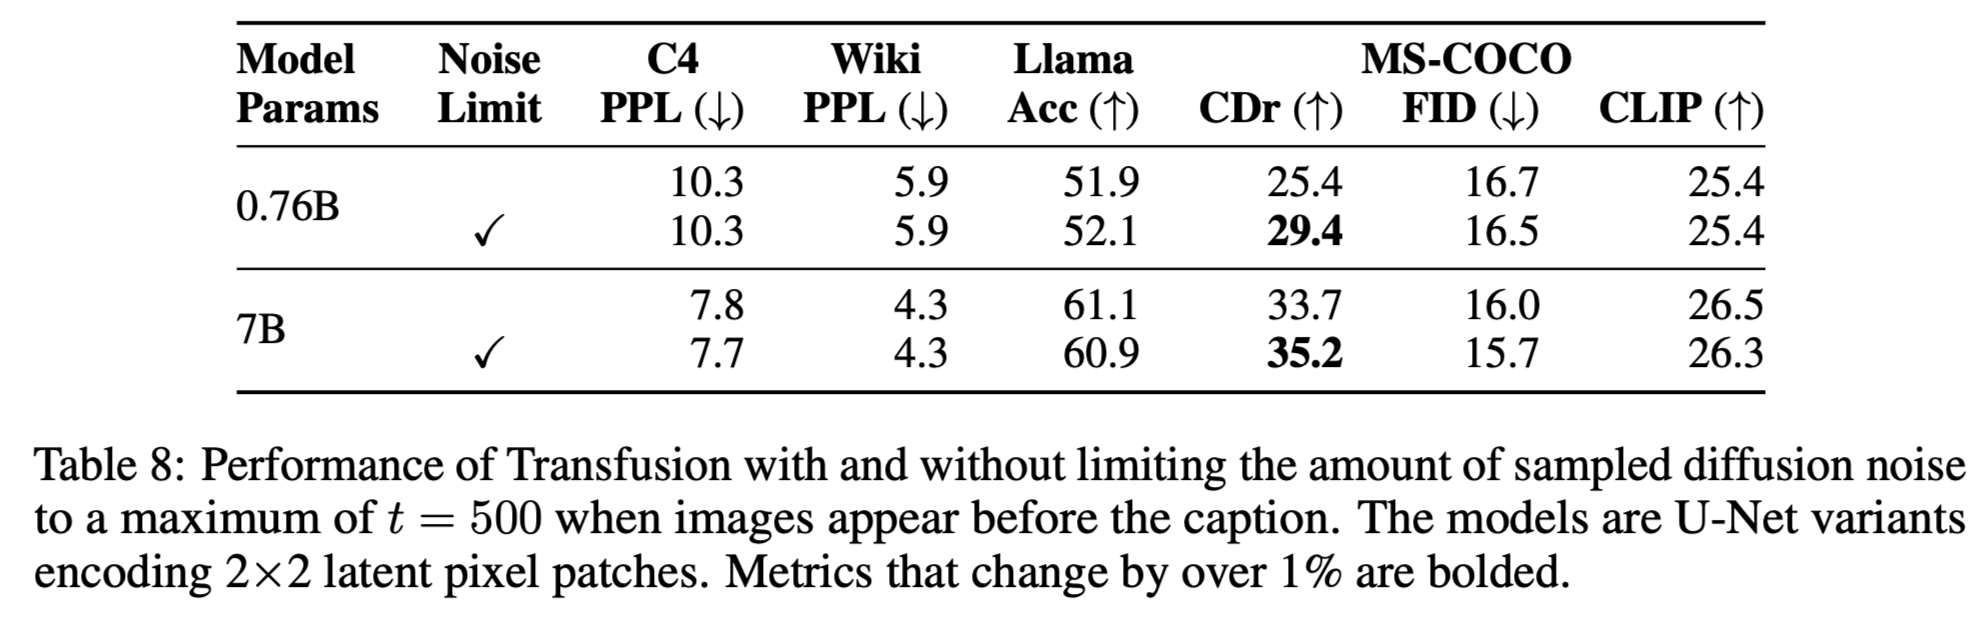 Model Noise C4 Wiki Llama MS-COCO
Params Limit PPL (↓) PPL (↓) Acc (↑) CDr (↑) FID (↓) CLIP (↑)
0.76B
10.3 5.9 51.9 25.4 16.7 25.4
✓ 10.3 5.9 52.1 29.4 16.5 25.4
7B
7.8 4.3 61.1 33.7 16.0 26.5
✓ 7.7 4.3 60.9 35.2 15.7 26.3
Table 8: Performance of Transfusion with and without limiting the amount of sampled diffusion noise
to a maximum of t = 500 when images appear before the caption. The models are U-Net variants
encoding 2×2 latent pixel patches. Metrics that change by over 1% are bolded.